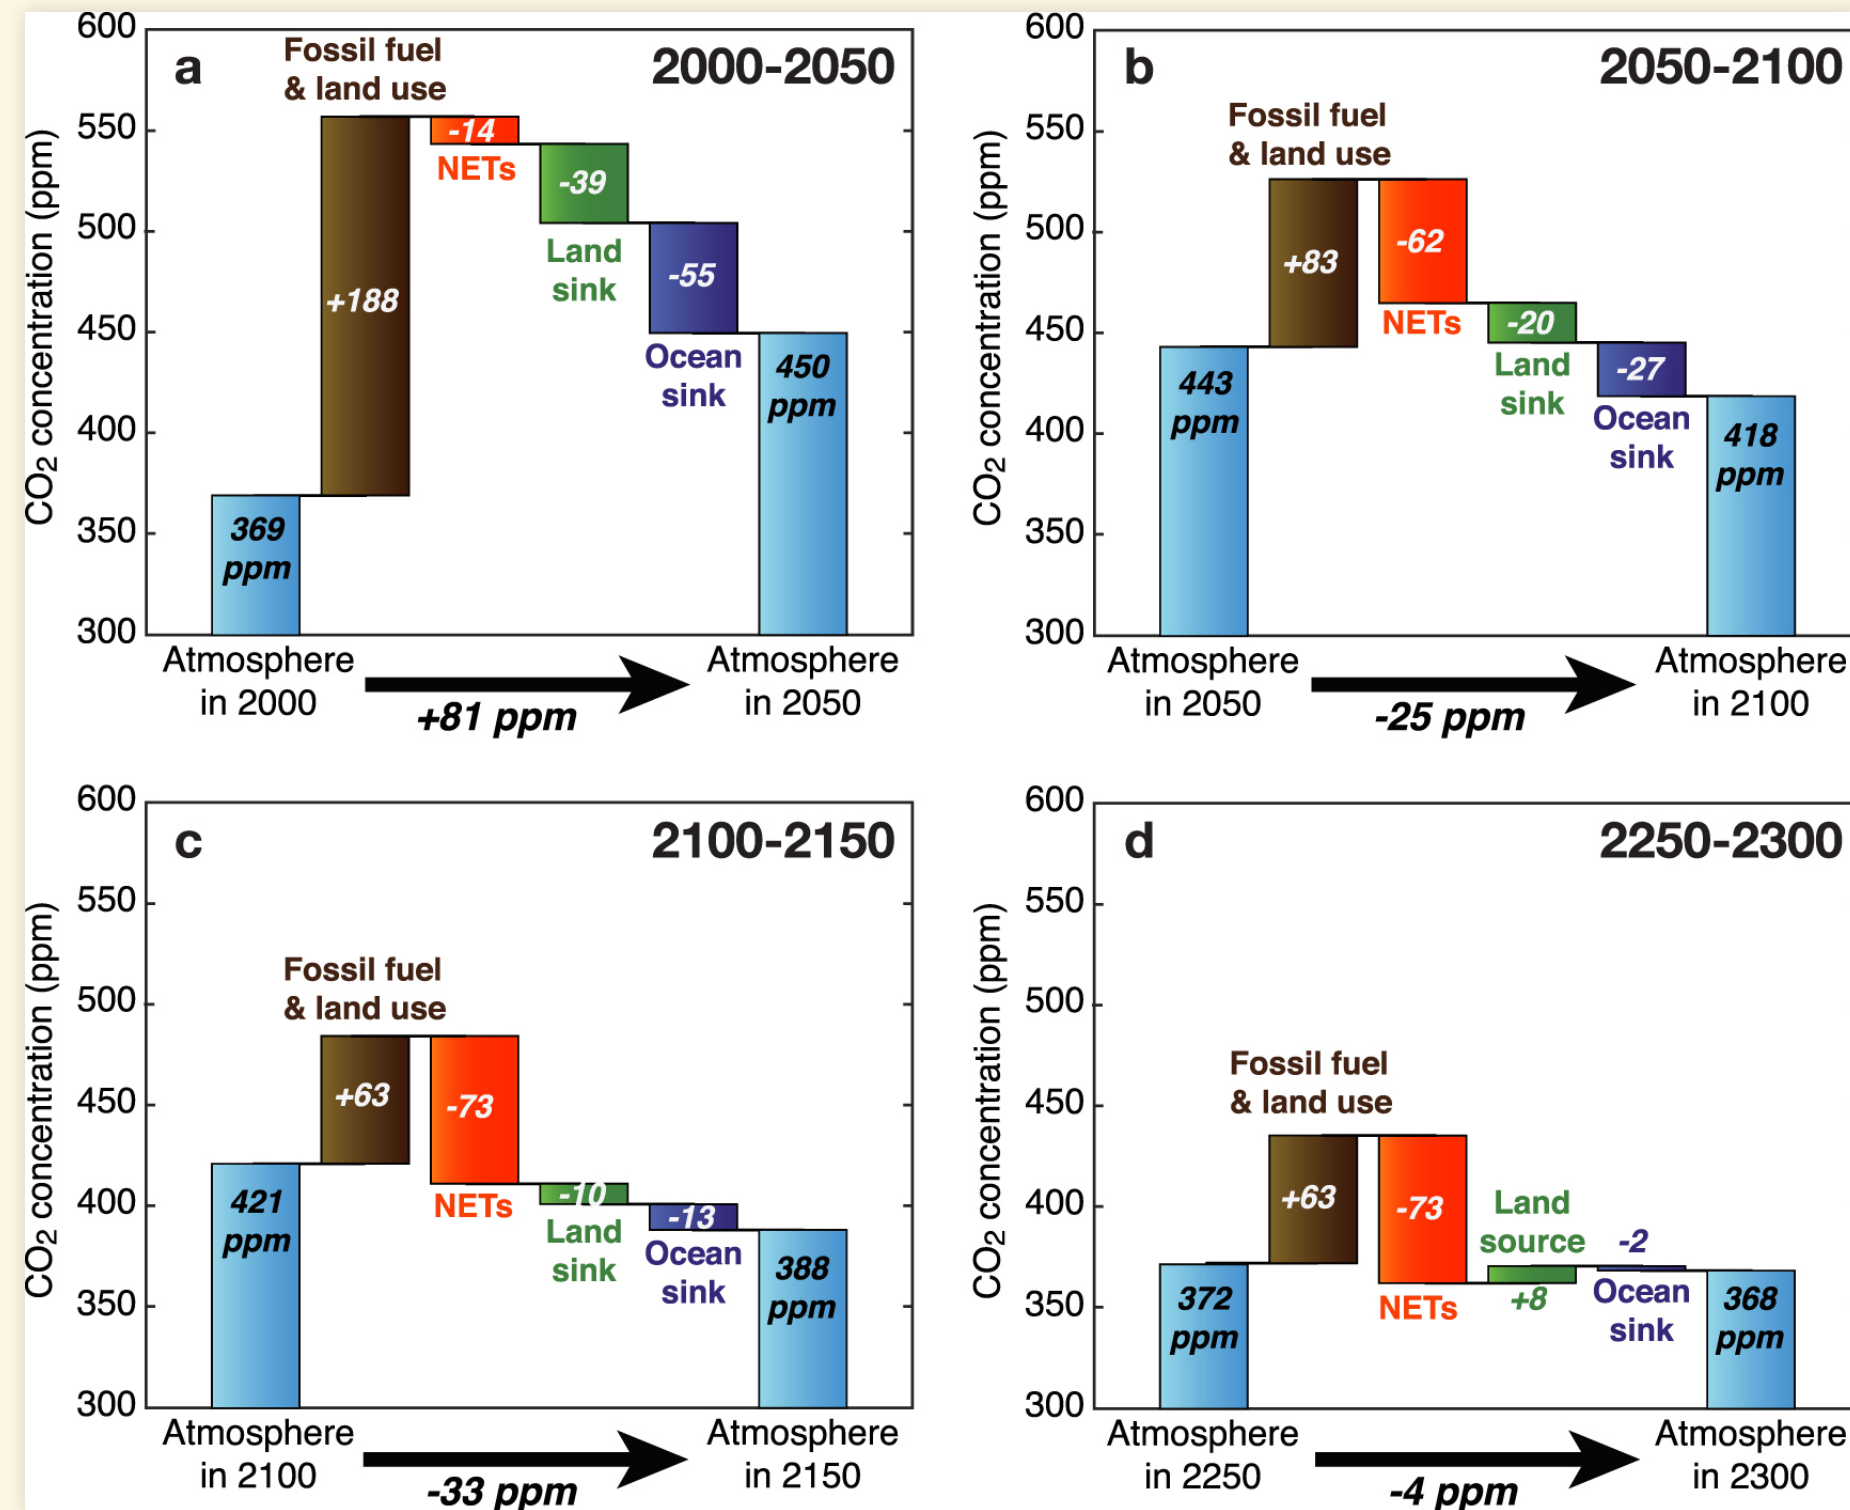 a
2000-2050
Fossil fuel
& land use
600
550
500
450
400
350
300
CO2 concentration (ppm)
+188
-14
NETs
-39
Land
sink
-55
Ocean
sink
369
ppm
450
ppm
Atmosphere
in 2000
+81 ppm
Atmosphere
in 2050
b
2050-2100
Fossil fuel
& land use
600
550
500
450
400
350
300
CO2 concentration (ppm)
+83
-62
NETs
-20
Land
sink
-27
Ocean
sink
443
ppm
418
ppm
Atmosphere
in 2050
-25 ppm
Atmosphere
in 2100
c
2100-2150
Fossil fuel
& land use
600
550
500
450
400
350
300
CO2 concentration (ppm)
+63
-73
NETs
-10
Land
sink
-13
Ocean
sink
421
ppm
388
ppm
Atmosphere
in 2100
-33 ppm
Atmosphere
in 2150
d
2250-2300
Fossil fuel
& land use
600
550
500
450
400
350
300
CO2 concentration (ppm)
+63
-73
NETs
Land
source
+8
-2
Ocean
sink
372
ppm
368
ppm
Atmosphere
in 2250
-4 ppm
Atmosphere
in 2300